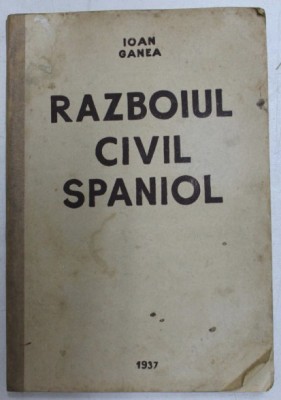 IOAN
GANEA
RAZBOIUL
CIVIL
SPANIOL
1937